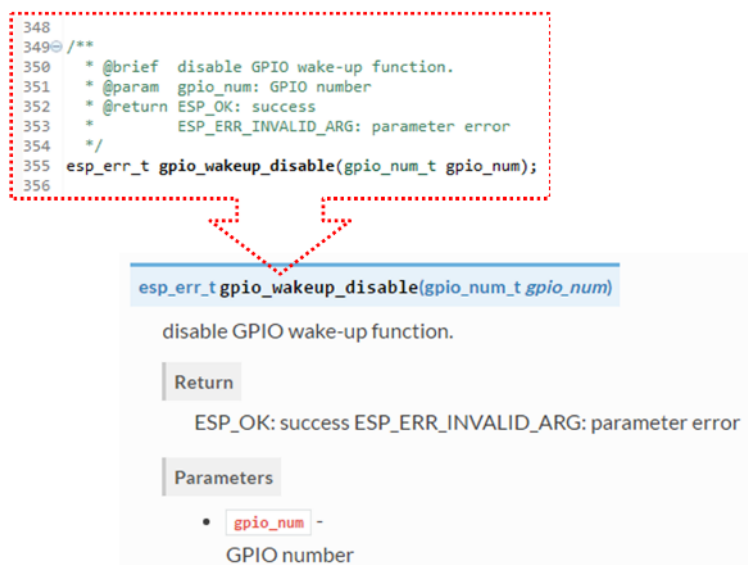 348
349 /**
350 * @brief disable GPIO wake-up function.
351 * @param gpio_num: GPIO number
352 * @return ESP_OK: success
353 * ESP_ERR_INVALID_ARG: parameter error
354 */
355 esp_err_t gpio_wakeup_disable(gpio_num_t gpio_num);
356
esp_err_t gpio_wakeup_disable(gpio_num_t gpio_num)
disable GPIO wake-up function.
Return
ESP_OK: success ESP_ERR_INVALID_ARG: parameter error
Parameters
• gpio_num -
GPIO number